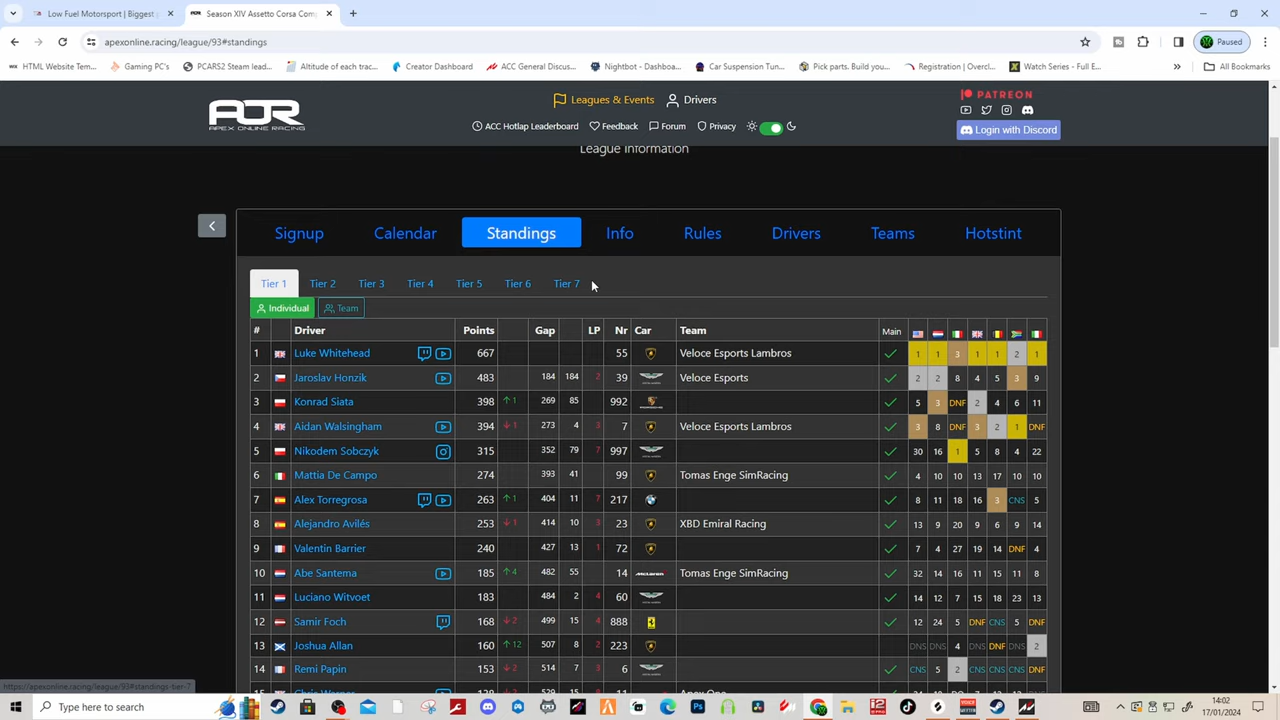 Low Fuel Motorsport | Biggest
Season XIV Assetto Corsa Com
apexonline.racing/league/93#standings
Paused
HTML Website Tem...
Gaming PC's
PCARS2 Steam lead...
Altitude of each trac...
Creator Dashboard
ACC Meme Generat
Nightbot - Dashboa...
Car Suspension Tun...
Pick parts. Build you...
Registration | Overcl...
Watch Series - Full E...
All Bookmarks
AOR
APEX ONLINE RACING
Leagues & Events
Drivers
PATREON
ACC Hotlap Leaderboard
Feedback
Forum
Privacy
Login with Discord
League Information
Signup
Calendar
Standings
Info
Rules
Drivers
Teams
Hotstint
Tier 1
Tier 2
Tier 3
Tier 4
Tier 5
Tier 6
Tier 7
Individual
Team
# Driver Points Gap LP Nr Car Team Main
1 Luke Whitehead 667 55 Veloce Esports Lambros 1 1 3 1 1 2 1
2 Jaroslav Honzik 483 184 184 2 39 Veloce Esports 2 2 8 4 5 3 9
3 Konrad Siata 398 ↑1 269 85 992 5 3 DNF 2 4 6 11
4 Aidan Walsingham 394 ↓1 273 4 3 7 Veloce Esports Lambros 3 8 DNF 3 2 1 DNF
5 Nikodem Sobczyk 315 352 79 7 997 30 16 1 5 8 4 22
6 Mattia De Campo 274 393 41 99 Tomas Enge SimRacing 4 10 10 13 17 10 10
7 Alex Torregrosa 263 ↑1 404 11 7 217 8 11 18 16 3 CNS 5
8 Alejandro Avilés 253 ↓1 414 10 3 23 XBD Emiral Racing 13 9 20 6 6 9 14
9 Valentin Barrier 240 427 13 1 72 7 4 27 19 14 DNF 4
10 Abe Santema 185 ↑4 482 55 14 Tomas Enge SimRacing 32 14 16 11 15 11 8
11 Luciano Witvoet 183 484 2 4 60 14 12 7 15 18 23 13
12 Samir Foch 168 ↓2 499 15 4 888 12 24 5 DNF CNS 5 DNF
13 Joshua Allan 160 ↑12 507 8 2 223 DNS DNS 4 DNS DNF DNS 2
14 Remi Papin 153 ↓2 514 7 3 6 CNS 5 2 CNS CNS CNS DNF
https://apexonline.racing/league/93#standings-tier-7
Type here to search
14:02
17/01/2024